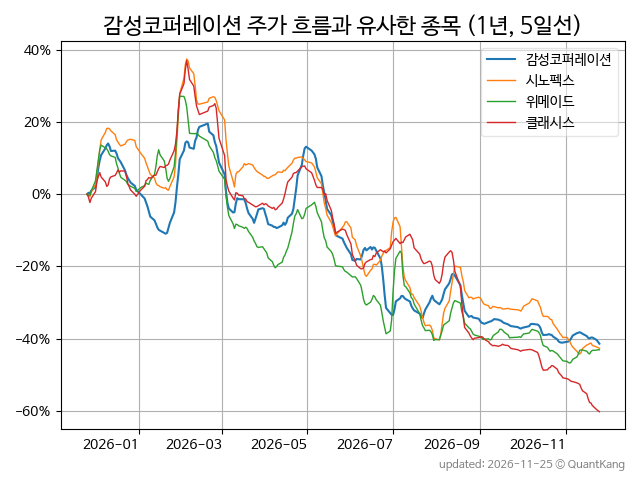 감성코퍼레이션 주가 흐름과 유사한 종목 (1년, 5일선)
감성코퍼레이션
시노펙스
위메이드
클래시스
40%
20%
0%
−20%
−40%
−60%
2026-01
2026-03
2026-05
2026-07
2026-09
2026-11
updated: 2026-11-25 © QuantKang